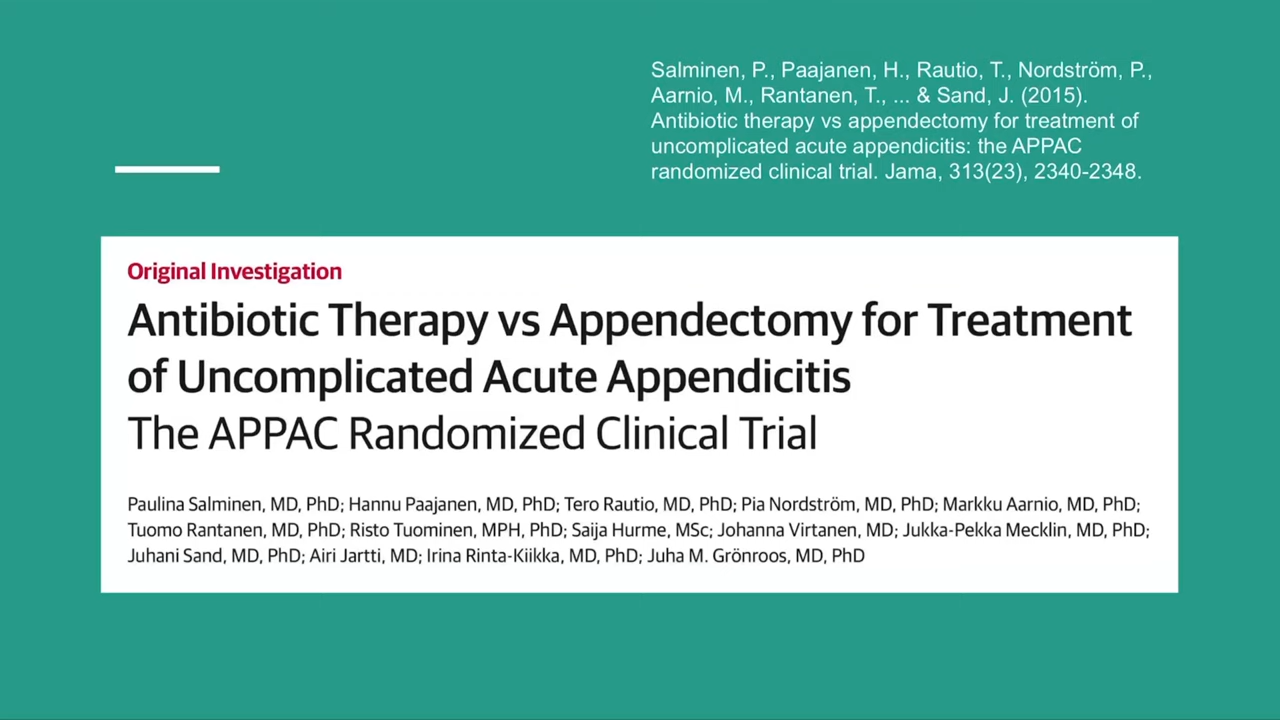 Salminen, P., Paajanen, H., Rautio, T., Nordström, P.,
Aarnio, M., Rantanen, T., ... & Sand, J. (2015).
Antibiotic therapy vs appendectomy for treatment of
uncomplicated acute appendicitis: the APPAC
randomized clinical trial. Jama, 313(23), 2340-2348.
Original Investigation
Antibiotic Therapy vs Appendectomy for Treatment
of Uncomplicated Acute Appendicitis
The APPAC Randomized Clinical Trial
Paulina Salminen, MD, PhD; Hannu Paajanen, MD, PhD; Tero Rautio, MD, PhD; Pia Nordström, MD, PhD; Markku Aarnio, MD, PhD;
Tuomo Rantanen, MD, PhD; Risto Tuominen, MPH, PhD; Saija Hurme, MSc; Johanna Virtanen, MD; Jukka-Pekka Mecklin, MD, PhD;
Juhani Sand, MD, PhD; Airi Jartti, MD; Irina Rinta-Kiikka, MD, PhD; Juha M. Grönroos, MD, PhD